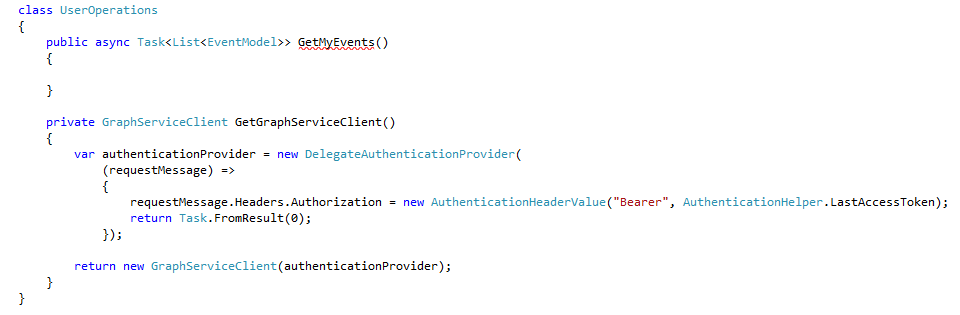 class UserOperations
{
    public async Task<List<EventModel>> GetMyEvents()
    {

    }

    private GraphServiceClient GetGraphServiceClient()
    {
        var authenticationProvider = new DelegateAuthenticationProvider(
            (requestMessage) =>
            {
                requestMessage.Headers.Authorization = new AuthenticationHeaderValue("Bearer", AuthenticationHelper.LastAccessToken);
                return Task.FromResult(0);
            });

        return new GraphServiceClient(authenticationProvider);
    }
}